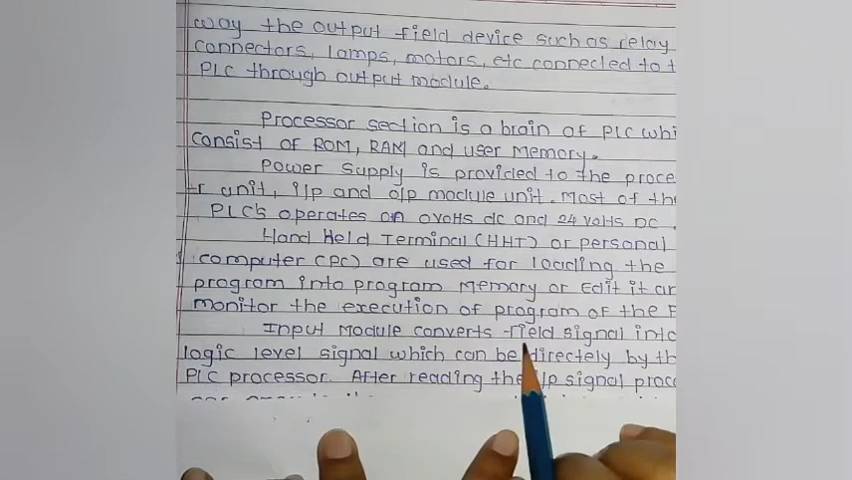 way the output field device such as relay
connectors, lamps, motors, etc connected to t
PLC through output module.
Processor section is a brain of PLC whi
consist of ROM, RAM and user Memory.
Power supply is provided to the proce
-r unit, i/p and o/p module unit. Most of the
PLC's operates on 0 volts dc and 24 volts DC.
Hand Held Terminal (HHT) or personal
computer (PC) are used for loading the
program into program Memory or Edit it an
monitor the execution of program of the P
Input Module converts field signal into
logic level signal which can be directely by th
PLC processor. After reading the i/p signal proc